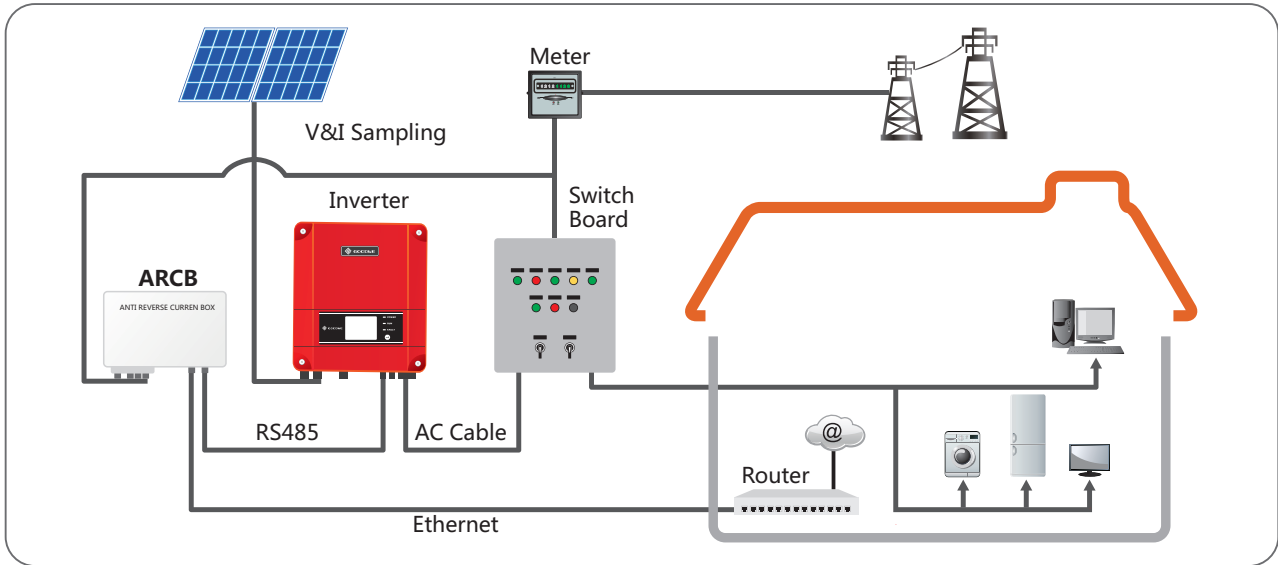 Meter
V&I Sampling
Inverter
Switch
Board
ARCB
ANTI REVERSE CURREN BOX
RS485
AC Cable
@
Router
Ethernet